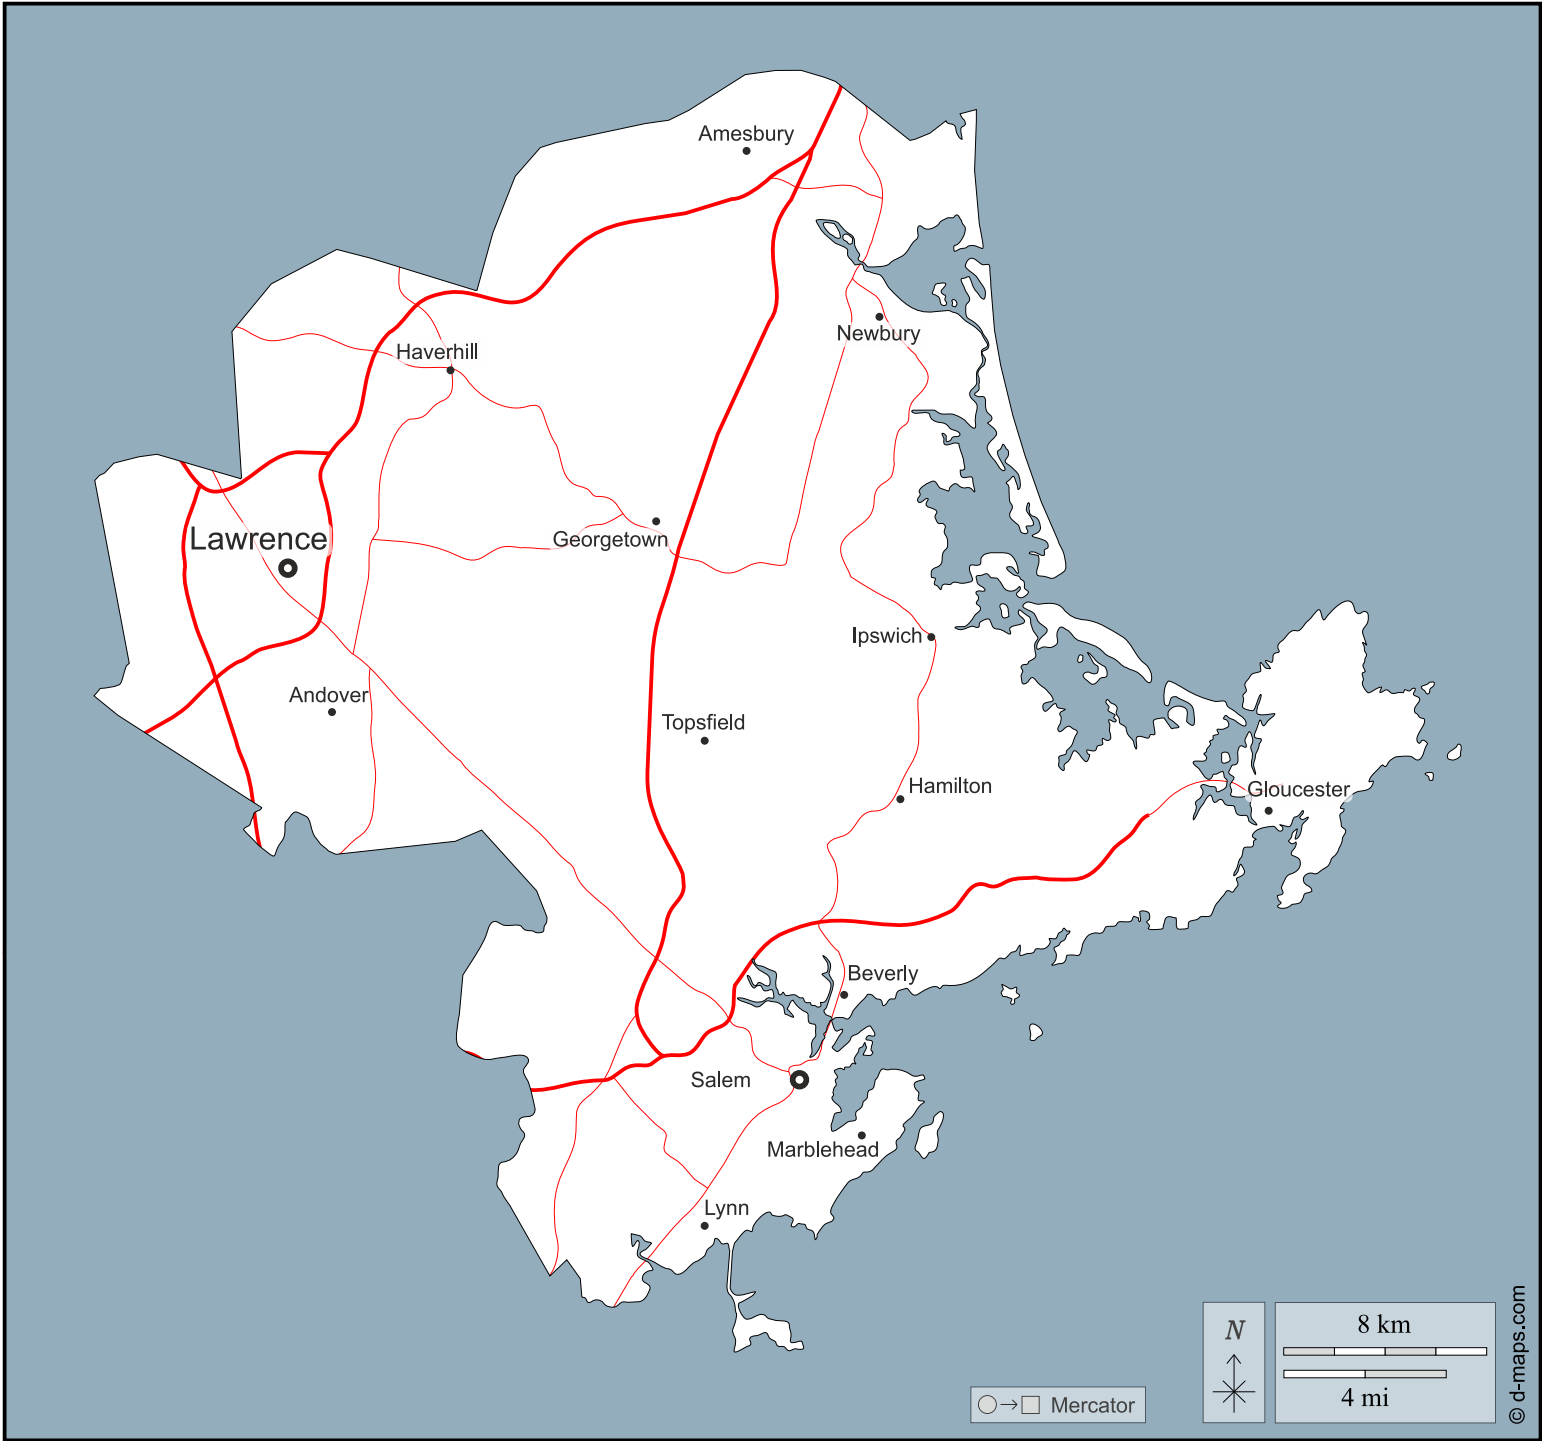 Amesbury
Newbury
Haverhill
Lawrence
Georgetown
Ipswich
Andover
Topsfield
Hamilton
Gloucester
Beverly
Salem
Marblehead
Lynn
N
8 km
4 mi
Mercator
© d-maps.com